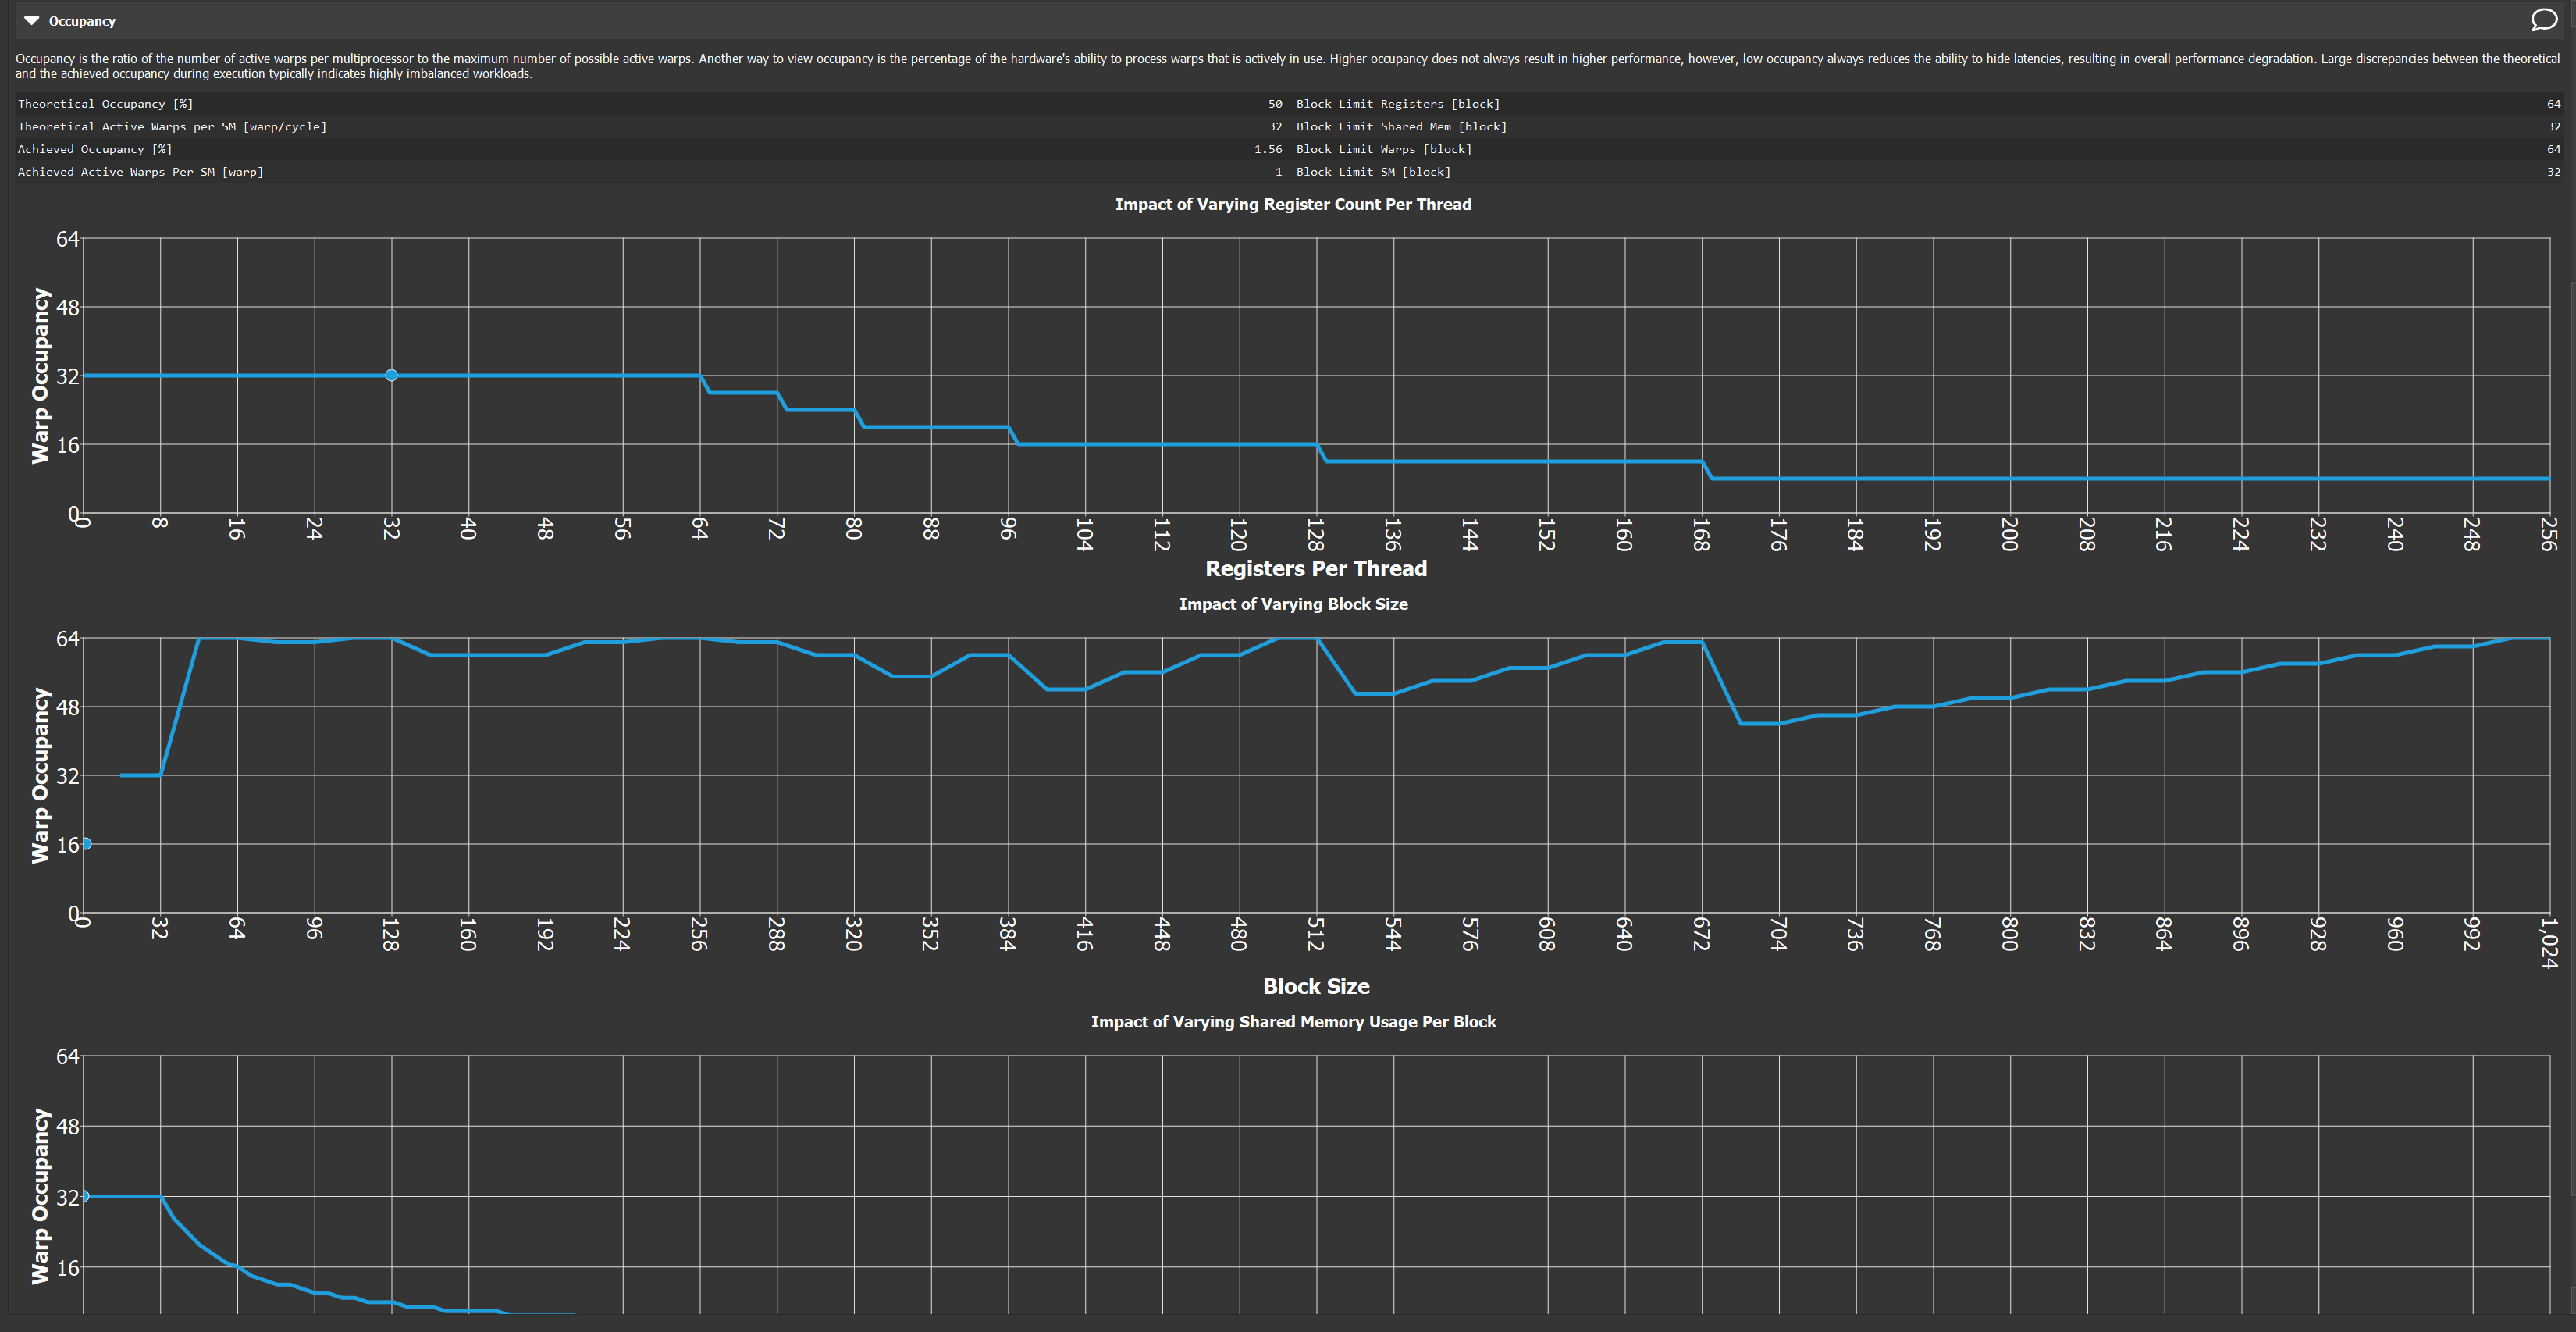 Occupancy
Occupancy is the ratio of the number of active warps per multiprocessor to the maximum number of possible active warps. Another way to view occupancy is the percentage of the hardware's ability to process warps that is actively in use. Higher occupancy does not always result in higher performance, however, low occupancy always reduces the ability to hide latencies, resulting in overall performance degradation. Large discrepancies between the theoretical
and the achieved occupancy during execution typically indicates highly imbalanced workloads.
Theoretical Occupancy [%] 50 Block Limit Registers [block] 64
Theoretical Active Warps per SM [warp/cycle] 32 Block Limit Shared Mem [block] 32
Achieved Occupancy [%] 1.56 Block Limit Warps [block] 64
Achieved Active Warps Per SM [warp] 1 Block Limit SM [block] 32
Impact of Varying Register Count Per Thread
Warp Occupancy
64
48
32
16
0
0 8 16 24 32 40 48 56 64 72 80 88 96 104 112 120 128 136 144 152 160 168 176 184 192 200 208 216 224 232 240 248 256
Registers Per Thread
Impact of Varying Block Size
Warp Occupancy
64
48
32
16
0
0 32 64 96 128 160 192 224 256 288 320 352 384 416 448 480 512 544 576 608 640 672 704 736 768 800 832 864 896 928 960 992 1,024
Block Size
Impact of Varying Shared Memory Usage Per Block
Warp Occupancy
64
48
32
16